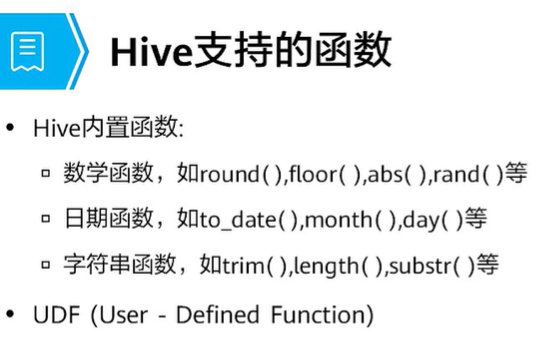 Hive支持的函数
• Hive内置函数:
▫ 数学函数，如round( ),floor( ),abs( ),rand( )等
▫ 日期函数，如to_date( ),month( ),day( )等
▫ 字符串函数，如trim( ),length( ),substr( )等
• UDF (User - Defined Function)